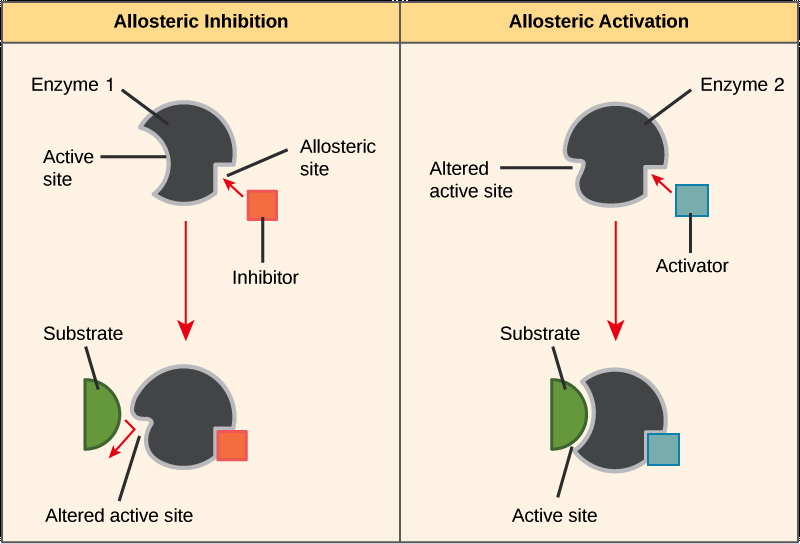 Allosteric Inhibition
Enzyme 1
Active
site
Allosteric
site
Inhibitor
Substrate
Altered active site
Allosteric Activation
Enzyme 2
Altered
active site
Activator
Substrate
Active site